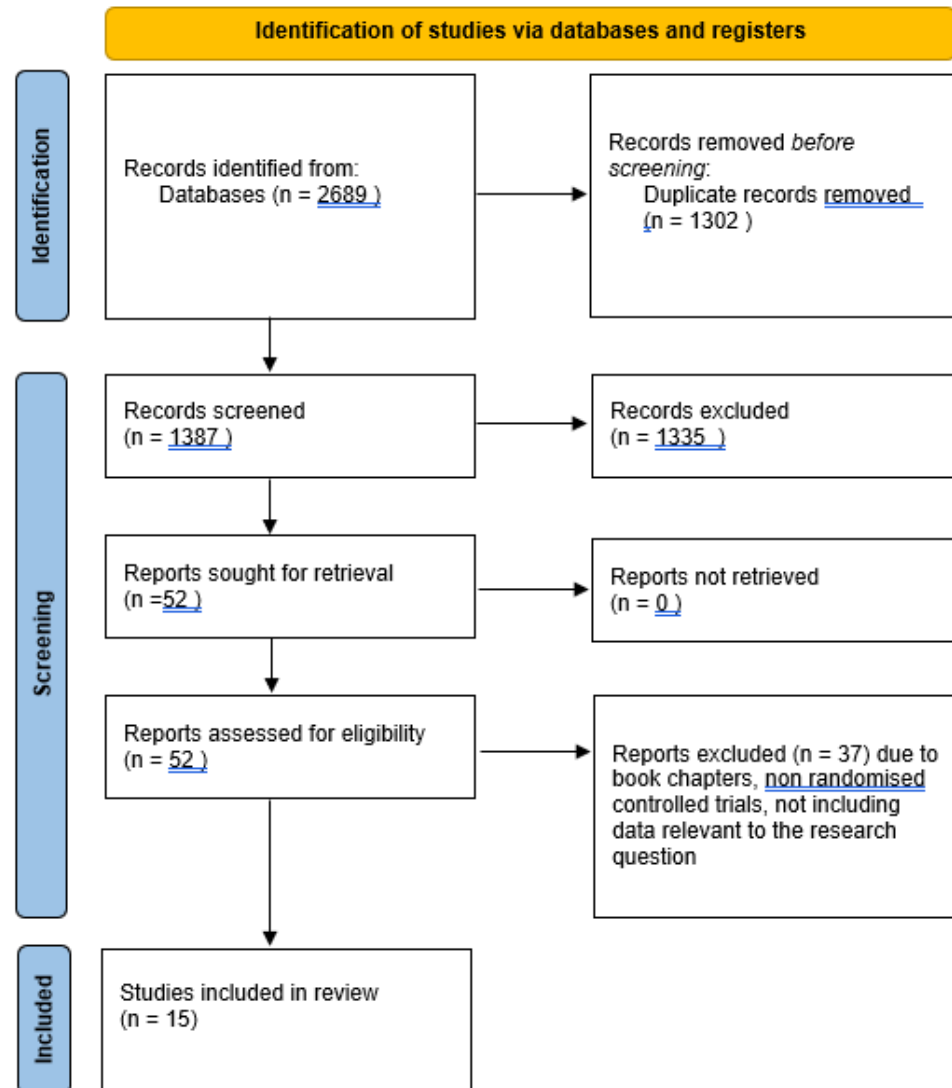 Identification of studies via databases and registers
Identification
Records identified from:
Databases (n = 2689 )
Records removed before
screening:
Duplicate records removed
(n = 1302 )
Screening
Records screened
(n = 1387 )
Records excluded
(n = 1335 )
Reports sought for retrieval
(n =52 )
Reports not retrieved
(n = 0 )
Reports assessed for eligibility
(n = 52 )
Reports excluded (n = 37) due to
book chapters, non randomised
controlled trials, not including
data relevant to the research
question
Included
Studies included in review
(n = 15)